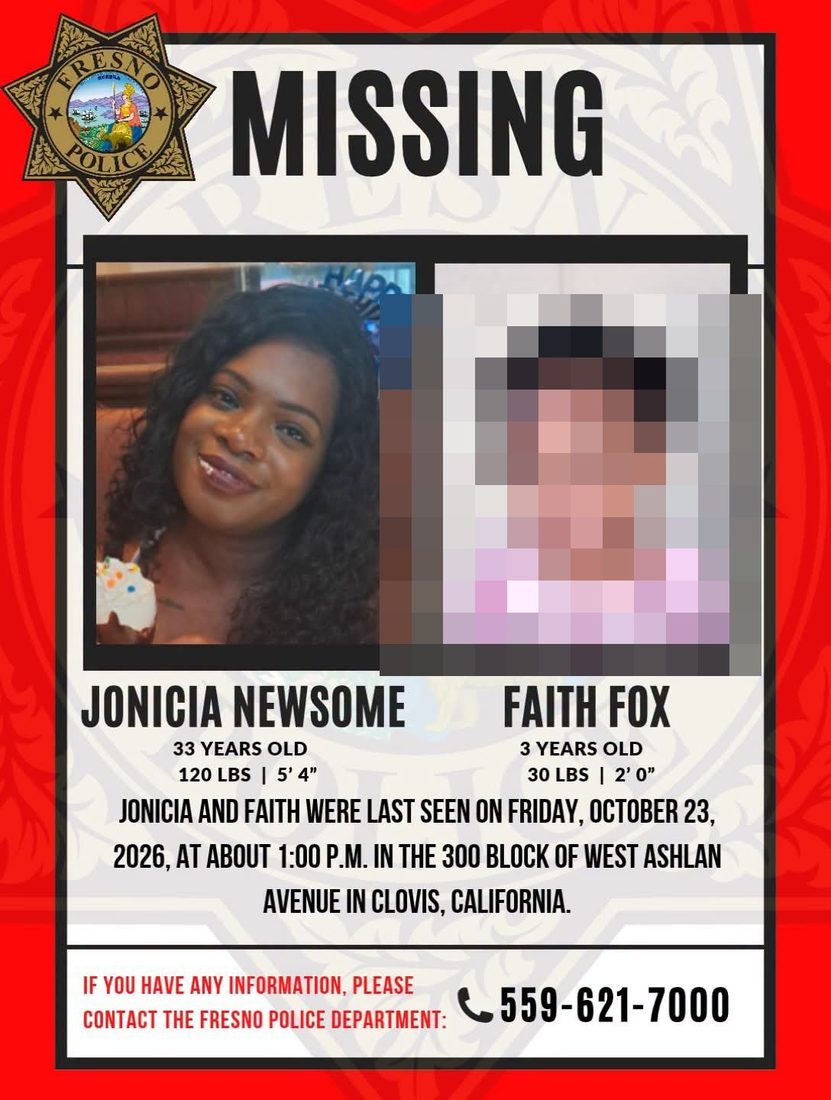 FRESNO
EUREKA
POLICE
MISSING
HAPPY
JONICIA NEWSOME
33 YEARS OLD
120 LBS | 5’ 4”
FAITH FOX
3 YEARS OLD
30 LBS | 2’ 0”
JONICIA AND FAITH WERE LAST SEEN ON FRIDAY, OCTOBER 23,
2026, AT ABOUT 1:00 P.M. IN THE 300 BLOCK OF WEST ASHLAN
AVENUE IN CLOVIS, CALIFORNIA.
IF YOU HAVE ANY INFORMATION, PLEASE
CONTACT THE FRESNO POLICE DEPARTMENT:
559-621-7000